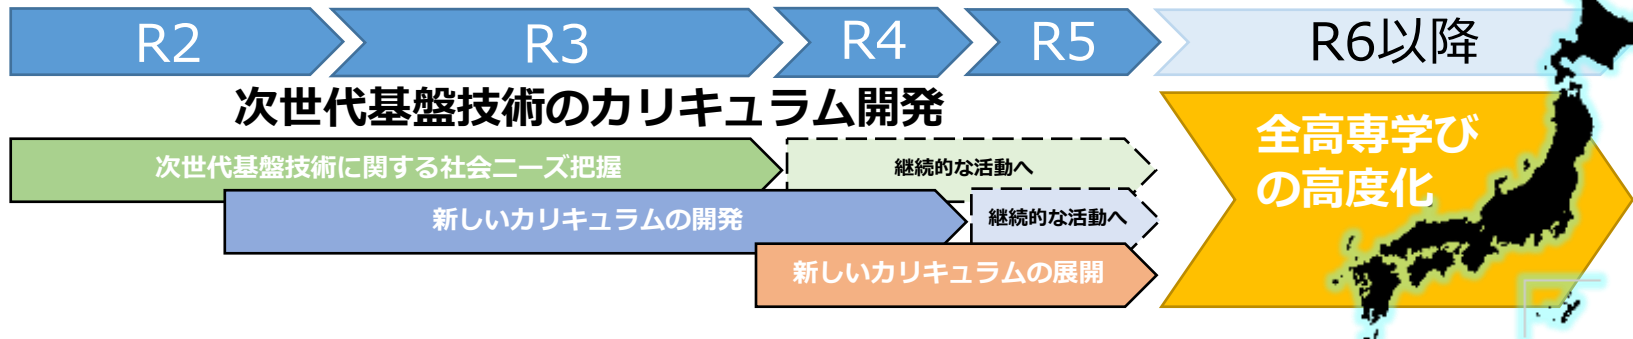 R2
R3
R4
R5
R6以降
次世代基盤技術のカリキュラム開発
次世代基盤技術に関する社会ニーズ把握
継続的な活動へ
新しいカリキュラムの開発
継続的な活動へ
新しいカリキュラムの展開
全高専学び
の高度化